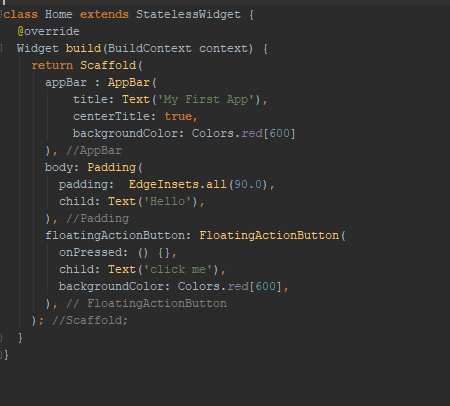 class Home extends StatelessWidget {
  @override
  Widget build(BuildContext context) {
    return Scaffold(
      appBar : AppBar(
          title: Text('My First App'),
          centerTitle: true,
          backgroundColor: Colors.red[600]
      ), //AppBar
      body: Padding(
        padding:  EdgeInsets.all(90.0),
        child: Text('Hello'),
      ), //Padding
      floatingActionButton: FloatingActionButton(
        onPressed: () {},
        child: Text('click me'),
        backgroundColor: Colors.red[600],
      ), // FloatingActionButton
    ); //Scaffold;
  }
}